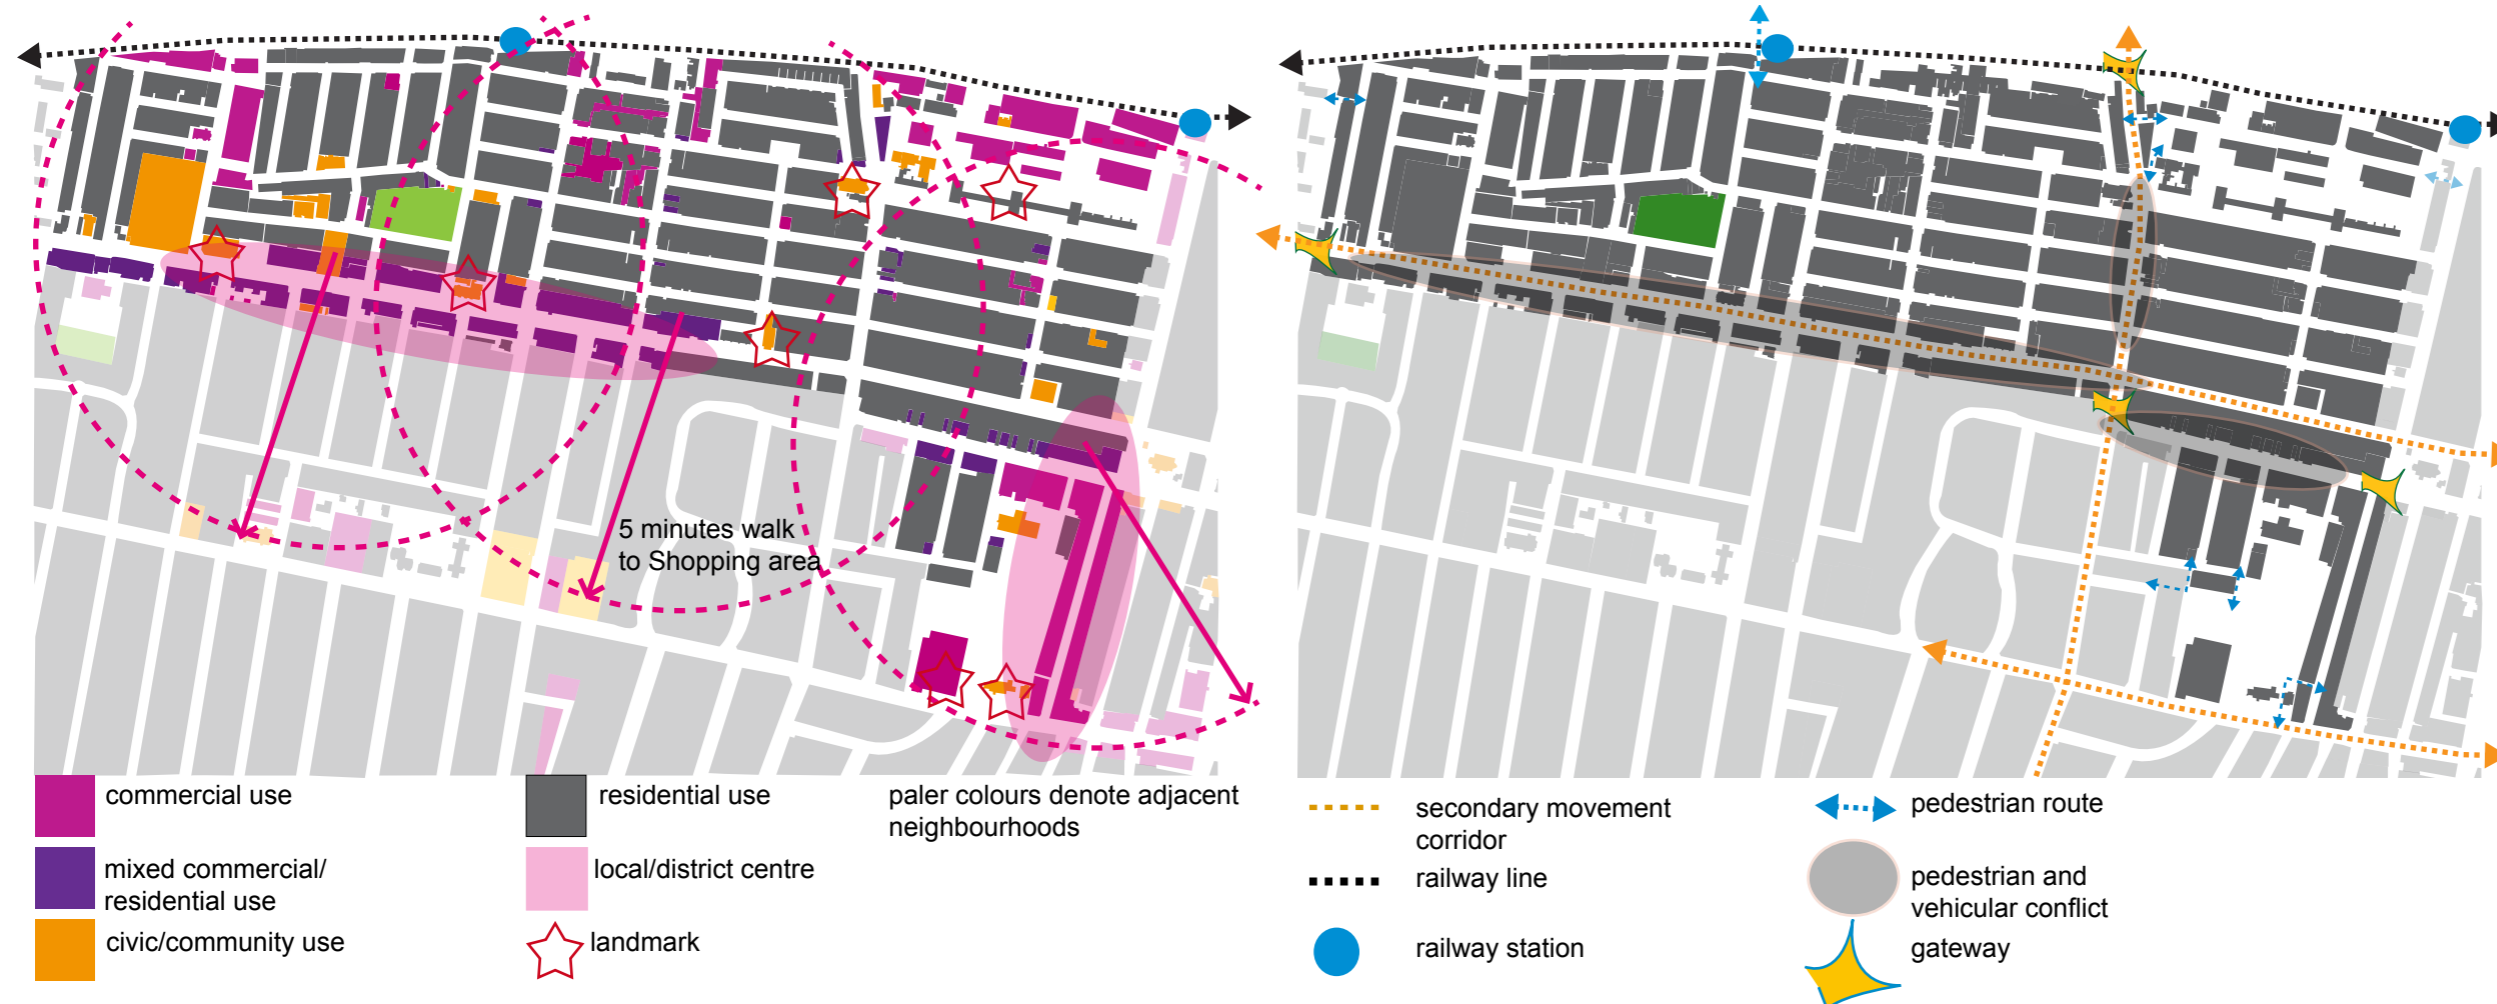 5 minutes walk
to Shopping area
commercial use
mixed commercial/
residential use
civic/community use
residential use
local/district centre
landmark
paler colours denote adjacent
neighbourhoods
secondary movement
corridor
railway line
railway station
pedestrian route
pedestrian and
vehicular conflict
gateway